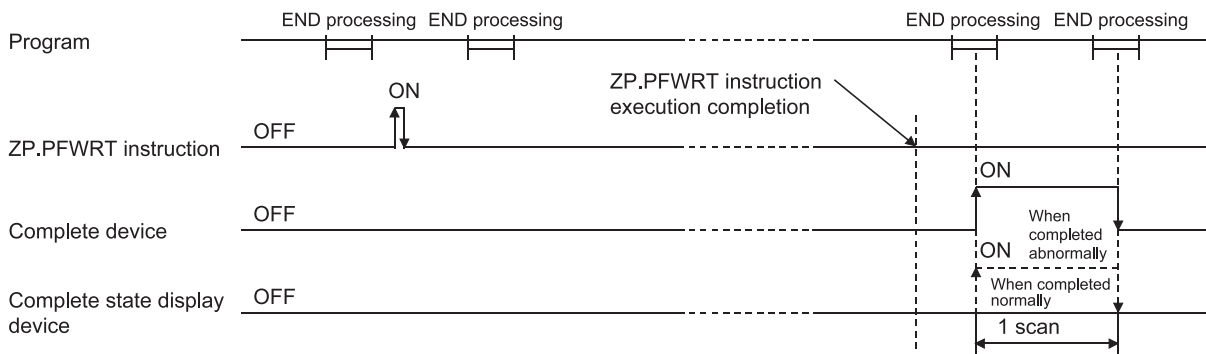 END processing END processing END processing END processing
Program
ZP.PFWRT instruction
execution completion
ON
OFF
ZP.PFWRT instruction
ON
OFF
Complete device
When
completed
abnormally
ON
OFF
When completed
normally
Complete state display
device
1 scan